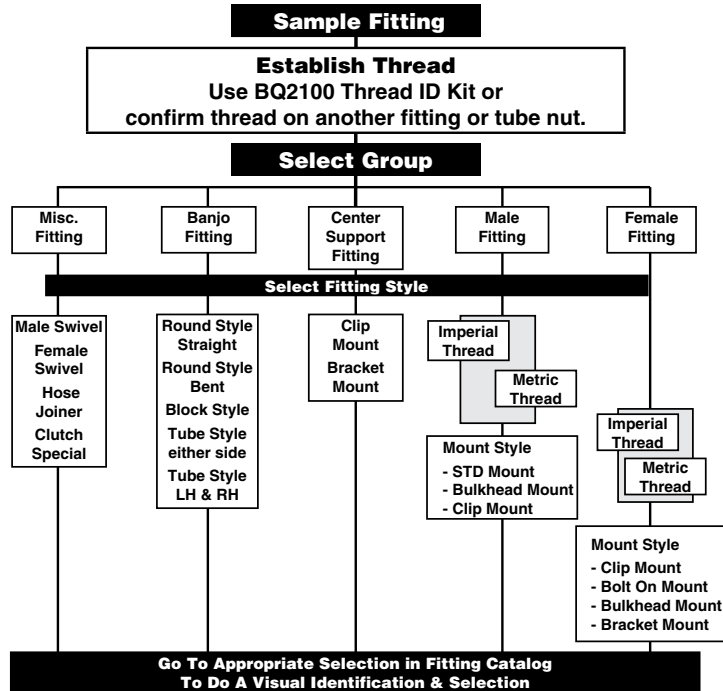 Sample Fitting
Establish Thread
Use BQ2100 Thread ID Kit or
confirm thread on another fitting or tube nut.
Select Group
Misc.
Fitting
Banjo
Fitting
Center
Support
Fitting
Male
Fitting
Female
Fitting
Select Fitting Style
Male Swivel
Female
Swivel
Hose
Joiner
Clutch
Special
Round Style
Straight
Round Style
Bent
Block Style
Tube Style
either side
Tube Style
LH & RH
Clip
Mount
Bracket
Mount
Imperial
Thread
Metric
Thread
Mount Style
- STD Mount
- Bulkhead Mount
- Clip Mount
Imperial
Thread
Metric
Thread
Mount Style
- Clip Mount
- Bolt On Mount
- Bulkhead Mount
- Bracket Mount
Go To Appropriate Selection in Fitting Catalog
To Do A Visual Identification & Selection